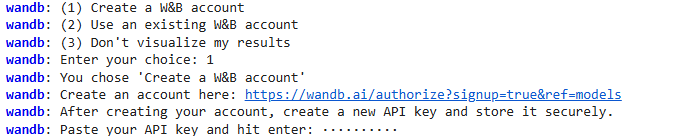 wandb: (1) Create a W&B account
wandb: (2) Use an existing W&B account
wandb: (3) Don't visualize my results
wandb: Enter your choice: 1
wandb: You chose 'Create a W&B account'
wandb: Create an account here: https://wandb.ai/authorize?signup=true&ref=models
wandb: After creating your account, create a new API key and store it securely.
wandb: Paste your API key and hit enter: ··········